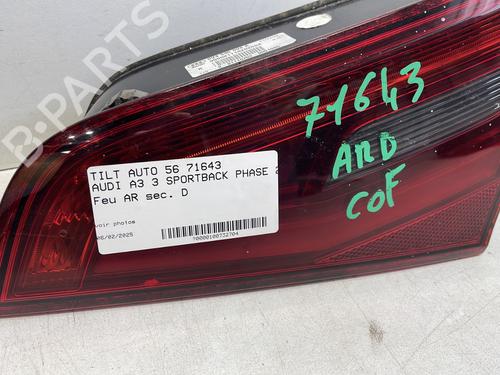 B-PARTS
71643
ARD
COF
TILT AUTO 56 71643
AUDI A3 3 SPORTBACK PHASE 2
Feu AR sec. D
voir photos
06/02/2025
T0000100732704